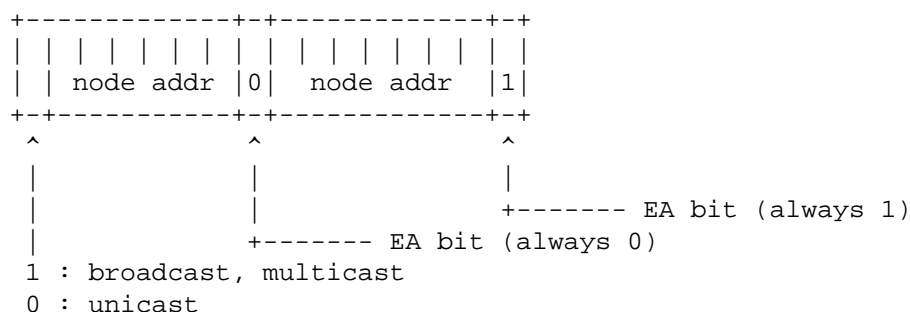 +-------------+-+-------------+-+
| | | | | | | | | | | | | | | | |
| | node addr |0|  node addr  |1|
+-+-----------+-+-------------+-+
 ^             ^               ^
 |             |               |
 |             |               +------- EA bit (always 1)
 |             +------- EA bit (always 0)
 1 : broadcast, multicast
 0 : unicast